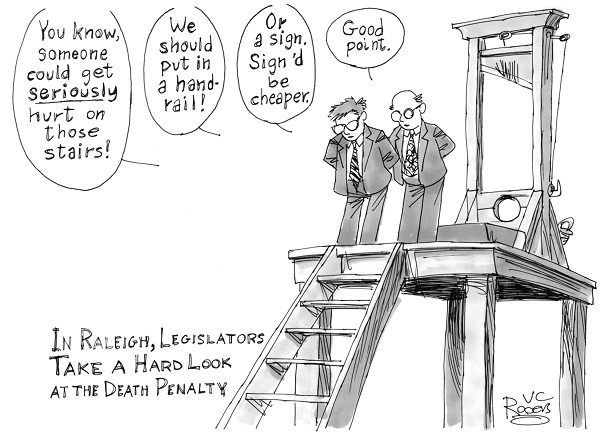 You know,
someone
could get
seriously
hurt on
those
stairs!
We
should
put in
a hand-
rail!
Or
a sign.
Sign'd
be
cheaper.
Good
point.
In Raleigh, Legislators
Take a Hard Look
at the Death Penalty
VC
Rogers